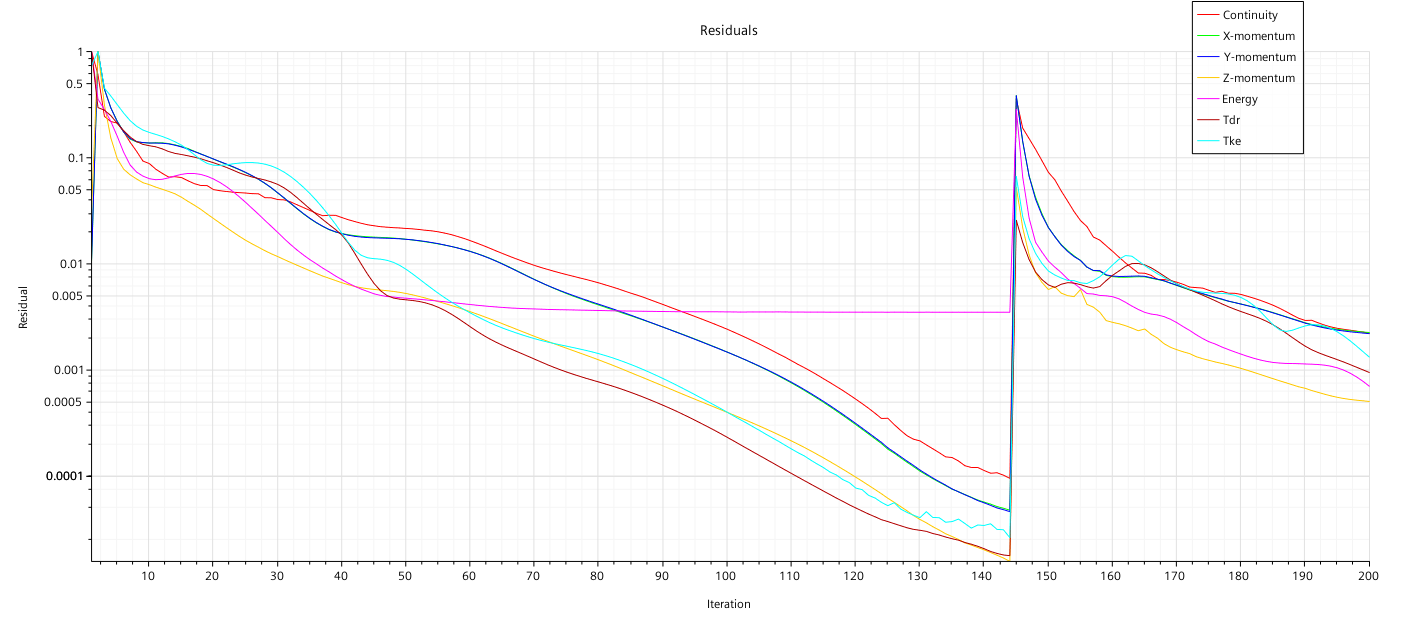 Residuals
Continuity
X-momentum
Y-momentum
Z-momentum
Energy
Tdr
Tke
1
0.5
0.1
0.05
0.01
0.005
0.001
0.0005
0.0001
Residual
10 20 30 40 50 60 70 80 90 100 110 120 130 140 150 160 170 180 190 200
Iteration